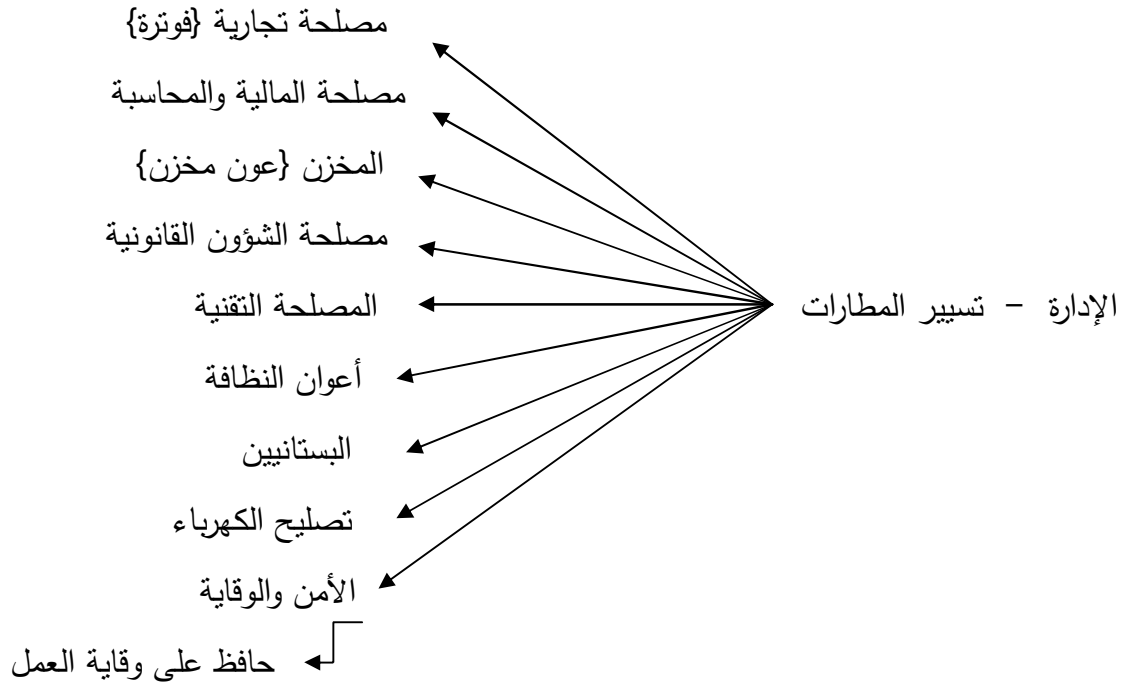 مصلحة تجارية {فوترة}
مصلحة المالية والمحاسبة
المخزن {عون مخزن}
مصلحة الشؤون القانونية
الإدارة - تسيير المطارات
المصلحة التقنية
أعوان النظافة
البستانيين
تصليح الكهرباء
الأمن والوقاية
حافظ على وقاية العمل